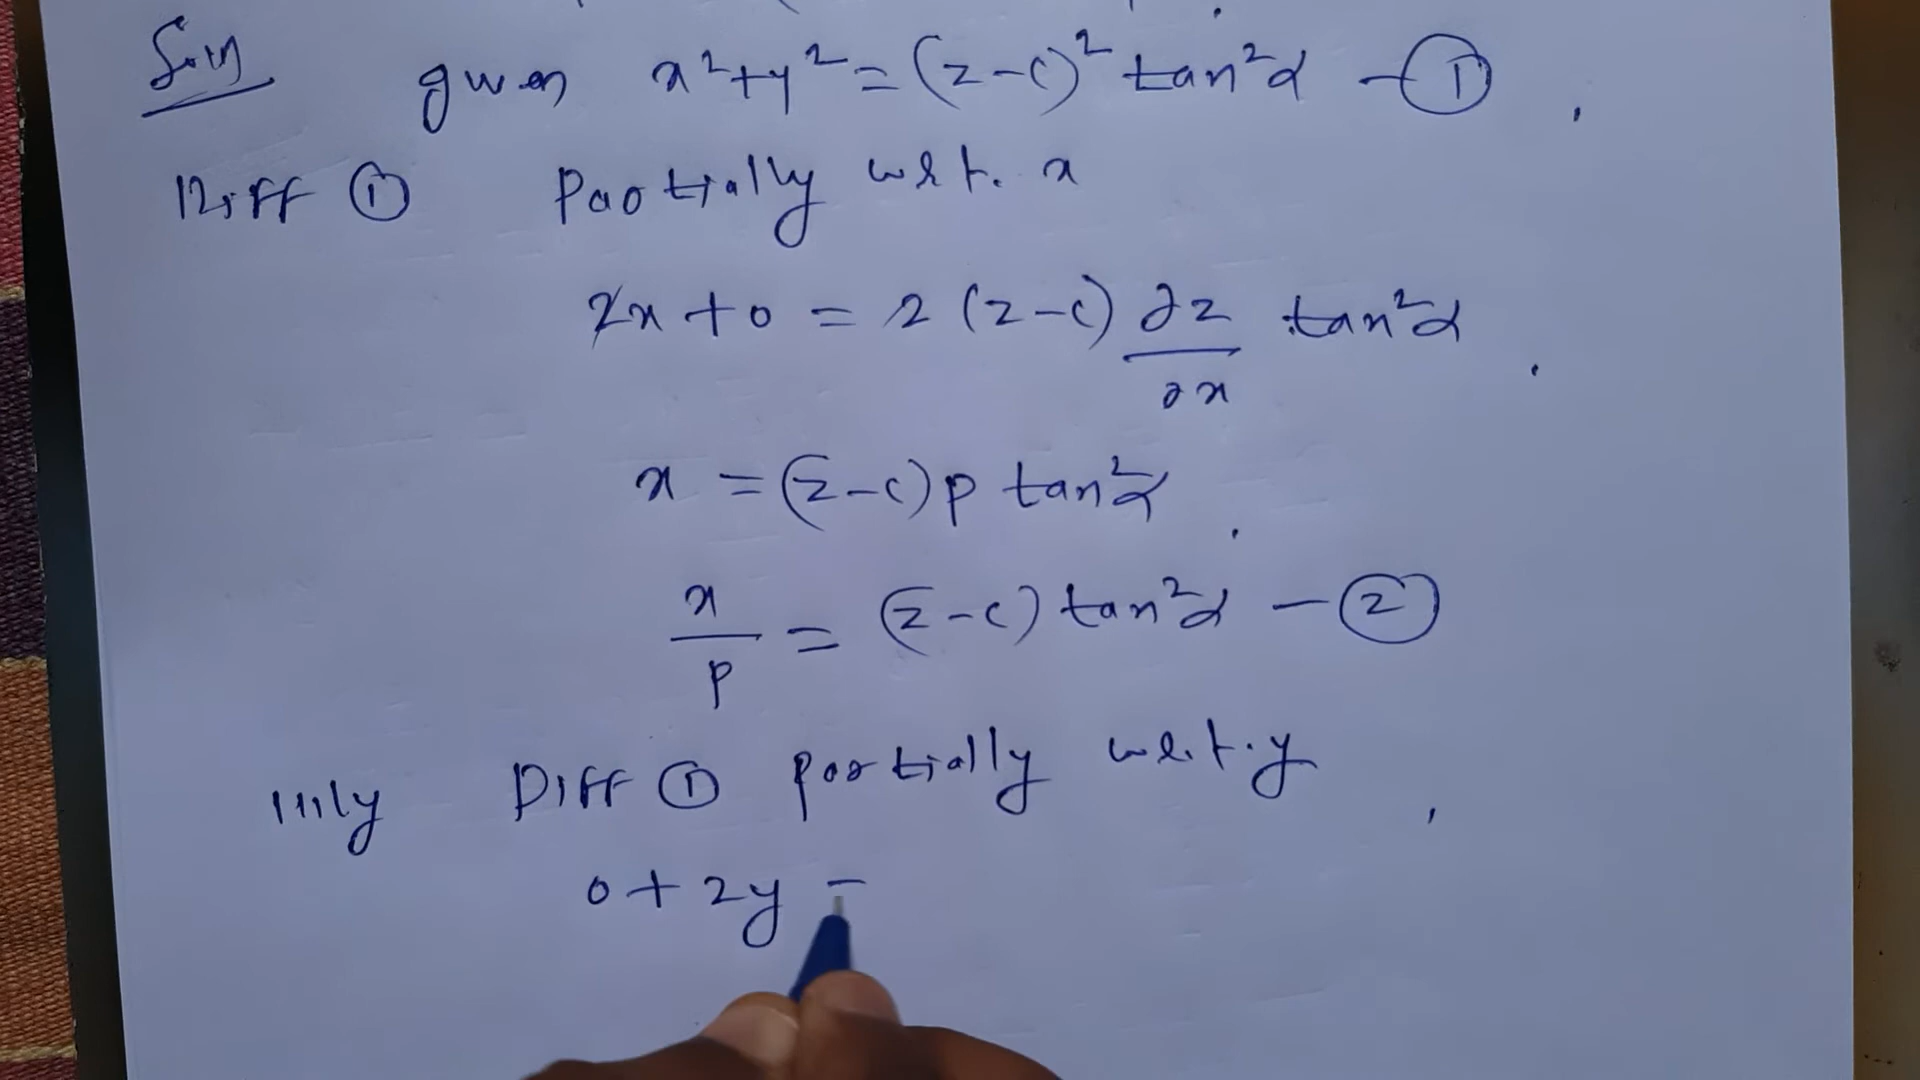 Soln
given x²+y² = (z-c)² tan²α - ①
Diff ① Partially w.r.t. x
2x + 0 = 2 (z-c) ∂z/∂x tan²α
x = (z-c) p tan²α
x/p = (z-c) tan²α - ②
111ly Diff ① partially w.r.t. y
0 + 2y =